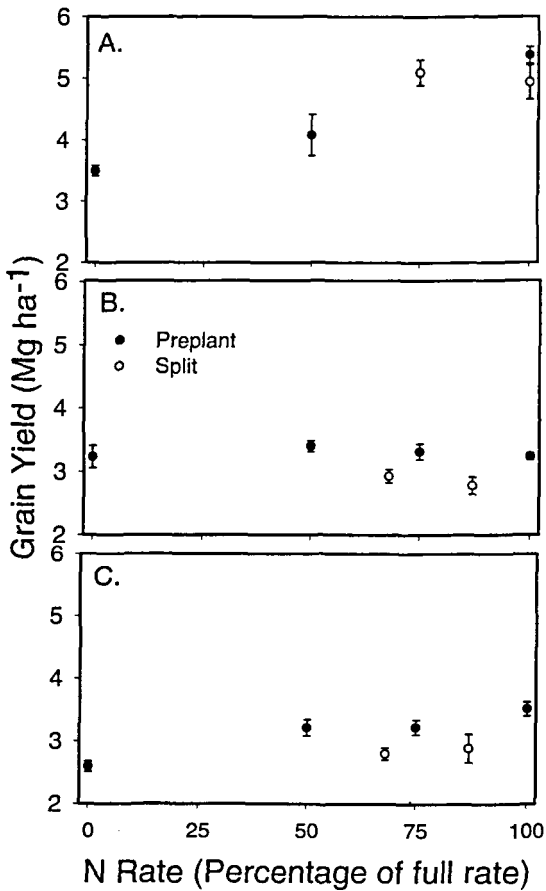 A.
6
5
4
3
2
B.
Preplant
Split
6
5
4
3
2
C.
6
5
4
3
2
0 25 50 75 100
Grain Yield (Mg ha⁻¹)
N Rate (Percentage of full rate)